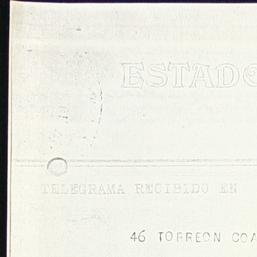 ESTADO
TELEGRAMA RECIBIDO EN
46 TORREON COA